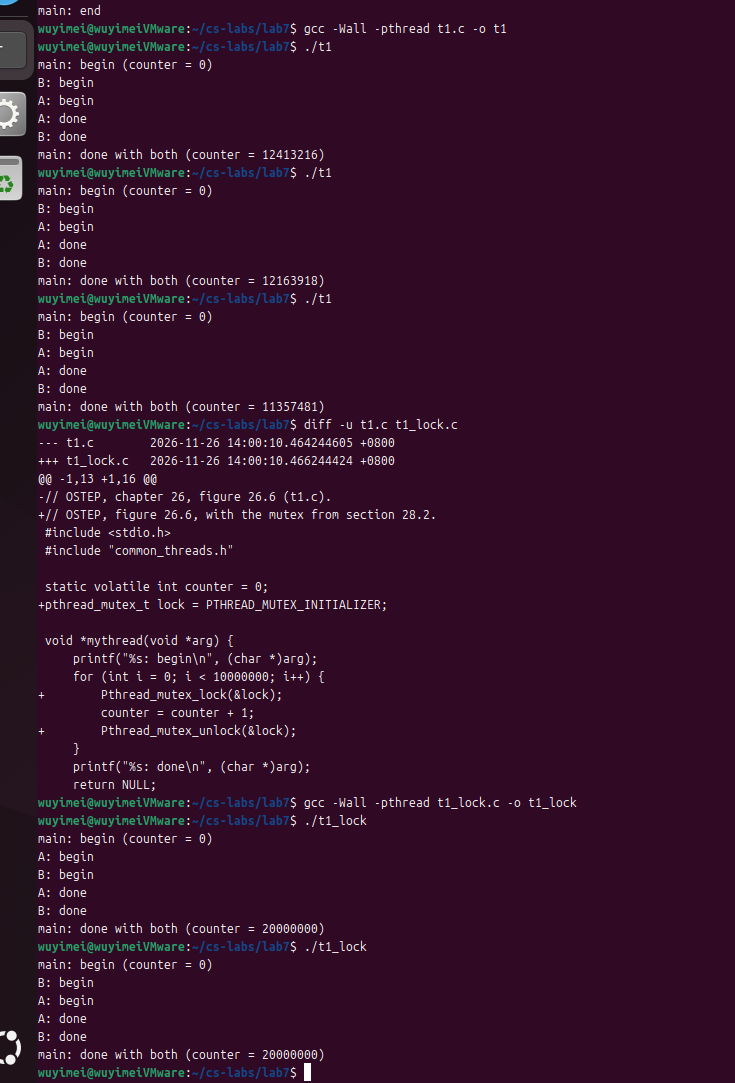 main: end
wuyimei@wuyimeiVMware:~/cs-labs/lab7$ gcc -Wall -pthread t1.c -o t1
wuyimei@wuyimeiVMware:~/cs-labs/lab7$ ./t1
main: begin (counter = 0)
B: begin
A: begin
A: done
B: done
main: done with both (counter = 12413216)
wuyimei@wuyimeiVMware:~/cs-labs/lab7$ ./t1
main: begin (counter = 0)
B: begin
A: begin
A: done
B: done
main: done with both (counter = 12163918)
wuyimei@wuyimeiVMware:~/cs-labs/lab7$ ./t1
main: begin (counter = 0)
B: begin
A: begin
A: done
B: done
main: done with both (counter = 11357481)
wuyimei@wuyimeiVMware:~/cs-labs/lab7$ diff -u t1.c t1_lock.c
--- t1.c        2026-11-26 14:00:10.464244605 +0800
+++ t1_lock.c   2026-11-26 14:00:10.466244424 +0800
@@ -1,13 +1,16 @@
-// OSTEP, chapter 26, figure 26.6 (t1.c).
+// OSTEP, figure 26.6, with the mutex from section 28.2.
 #include <stdio.h>
 #include "common_threads.h"

 static volatile int counter = 0;
+pthread_mutex_t lock = PTHREAD_MUTEX_INITIALIZER;

 void *mythread(void *arg) {
     printf("%s: begin\n", (char *)arg);
     for (int i = 0; i < 10000000; i++) {
+        Pthread_mutex_lock(&lock);
         counter = counter + 1;
+        Pthread_mutex_unlock(&lock);
     }
     printf("%s: done\n", (char *)arg);
     return NULL;
wuyimei@wuyimeiVMware:~/cs-labs/lab7$ gcc -Wall -pthread t1_lock.c -o t1_lock
wuyimei@wuyimeiVMware:~/cs-labs/lab7$ ./t1_lock
main: begin (counter = 0)
A: begin
B: begin
A: done
B: done
main: done with both (counter = 20000000)
wuyimei@wuyimeiVMware:~/cs-labs/lab7$ ./t1_lock
main: begin (counter = 0)
B: begin
A: begin
A: done
B: done
main: done with both (counter = 20000000)
wuyimei@wuyimeiVMware:~/cs-labs/lab7$